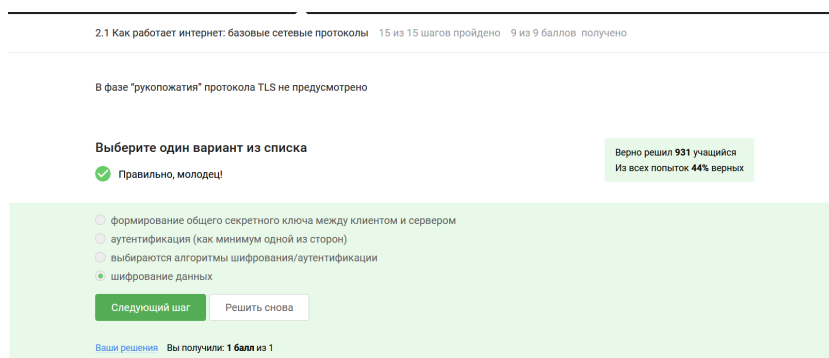 2.1 Как работает интернет: базовые сетевые протоколы 15 из 15 шагов пройдено 9 из 9 баллов получено
В фазе “рукопожатия” протокола TLS не предусмотрено
Выберите один вариант из списка
Правильно, молодец!
Верно решил 931 учащийся
Из всех попыток 44% верных
формирование общего секретного ключа между клиентом и сервером
аутентификация (как минимум одной из сторон)
выбираются алгоритмы шифрования/аутентификации
шифрование данных
Следующий шаг Решить снова
Ваши решения Вы получили: 1 балл из 1